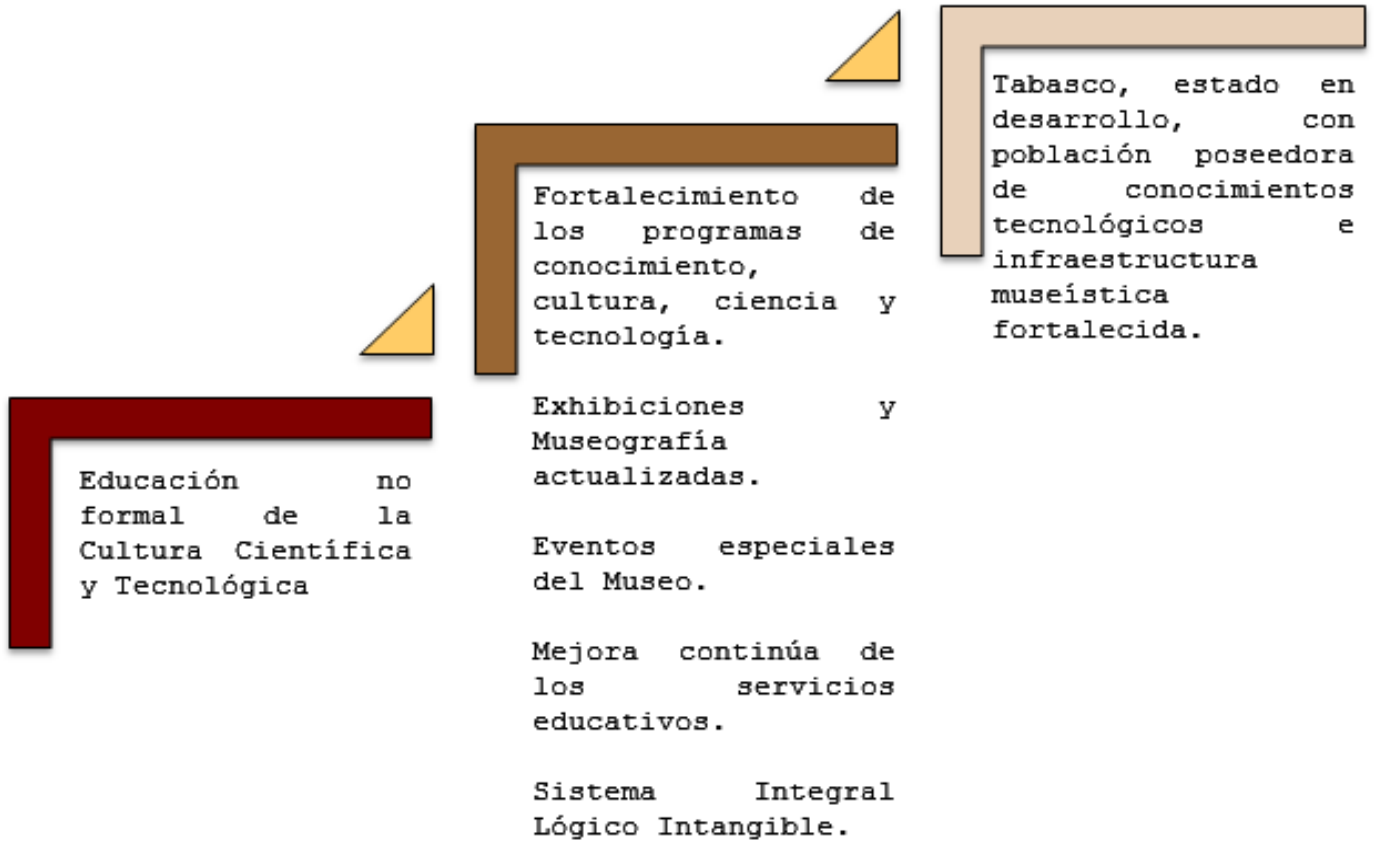 Educación no
formal de la
Cultura Científica
y Tecnológica
Fortalecimiento de
los programas de
conocimiento,
cultura, ciencia y
tecnología.
Exhibiciones y
Museografía
actualizadas.
Eventos especiales
del Museo.
Mejora continúa de
los servicios
educativos.
Sistema Integral
Lógico Intangible.
Tabasco, estado en
desarrollo, con
población poseedora
de conocimientos
tecnológicos e
infraestructura
museística
fortalecida.